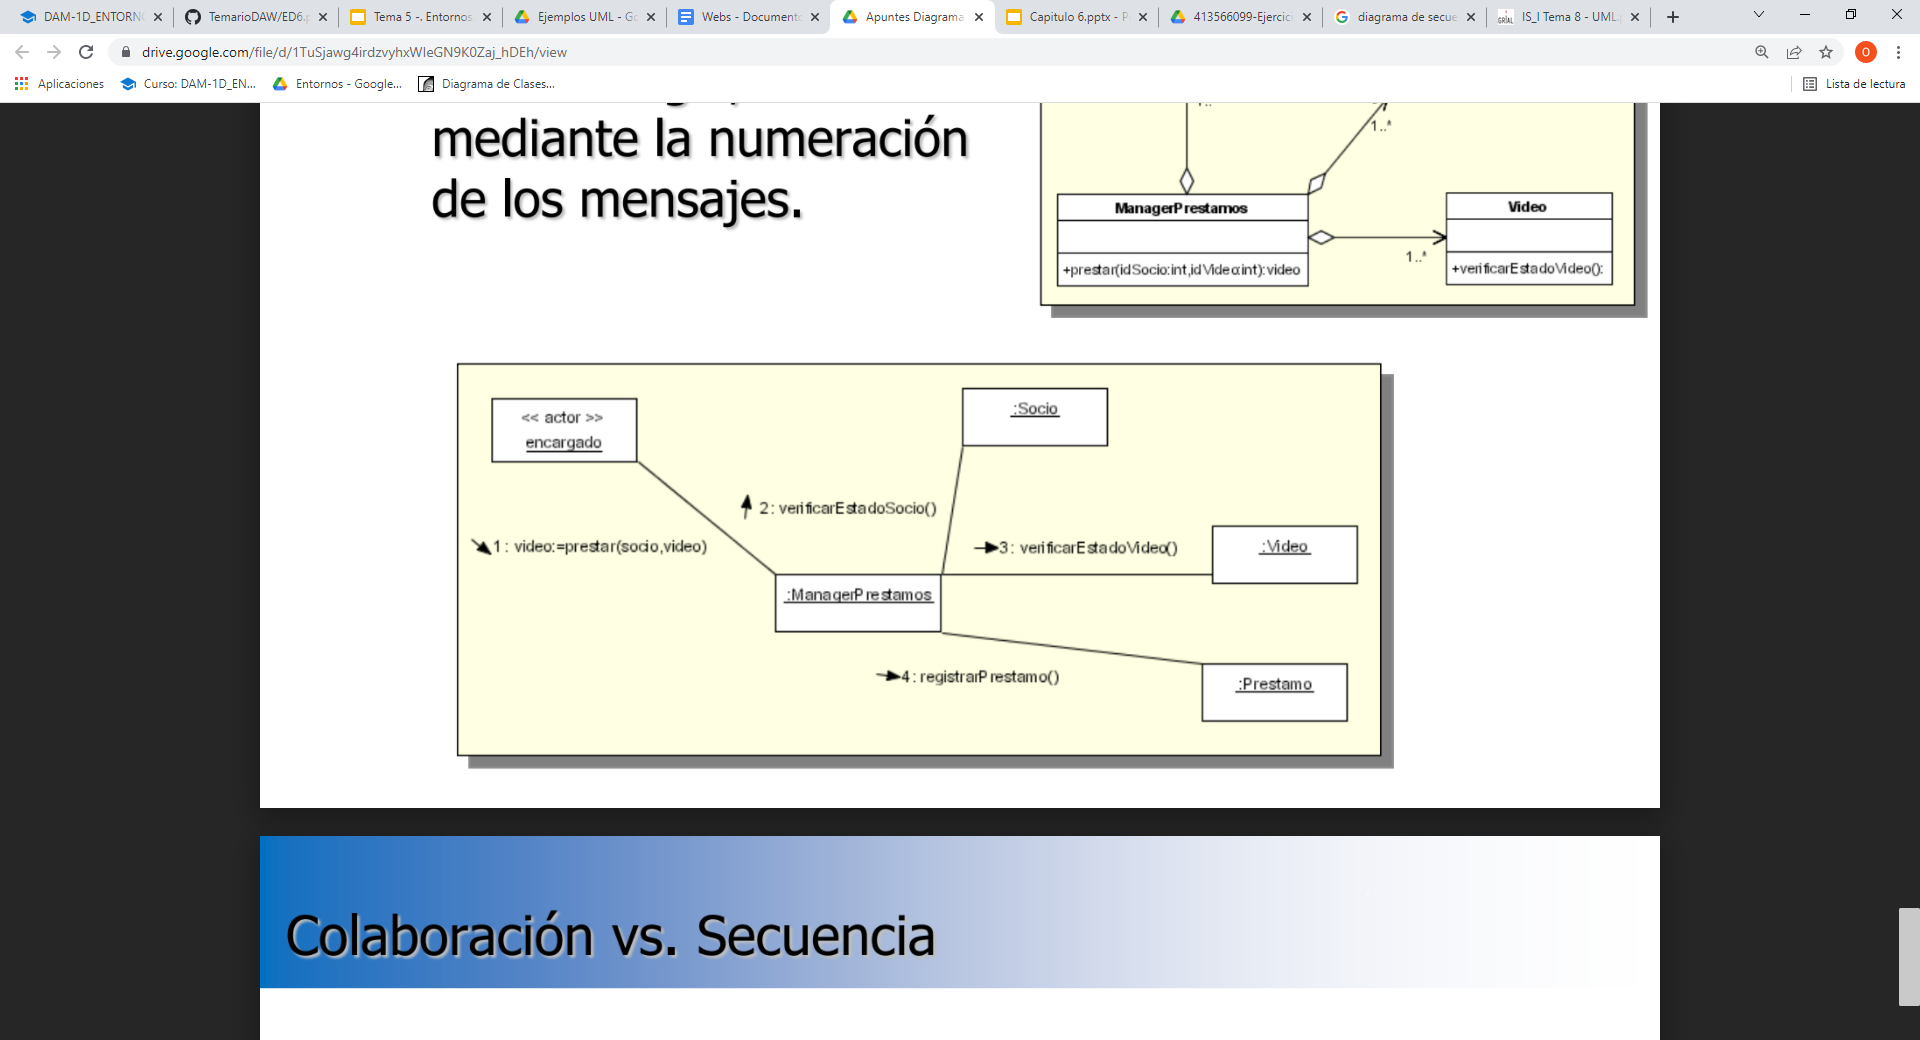 DAM-1D_ENTORN
TemarioDAW/ED6.p
Tema 5 -. Entornos
Ejemplos UML - Go
Webs - Documento
Apuntes Diagrama
Capitulo 6.pptx - P
413566099-Ejercici
diagrama de secue
IS_I Tema 8 - UML.p
drive.google.com/file/d/1TuSjawg4irdzvyhxWIeGN9K0Zaj_hDEh/view
O
Aplicaciones
Curso: DAM-1D_EN...
Entornos - Google...
Diagrama de Clases...
Lista de lectura
mediante la numeración
de los mensajes.
1..*
ManagerPrestamos
+prestar(idSocio:int,idVideo:int):video
1..*
Video
+verificarEstadoVideo():
<< actor >>
encargado
:Socio
2: verificarEstadoSocio()
1: video:=prestar(socio,video)
3: verificarEstadoVideo()
:Video
:ManagerPrestamos
4: registrarPrestamo()
:Prestamo
Colaboración vs. Secuencia